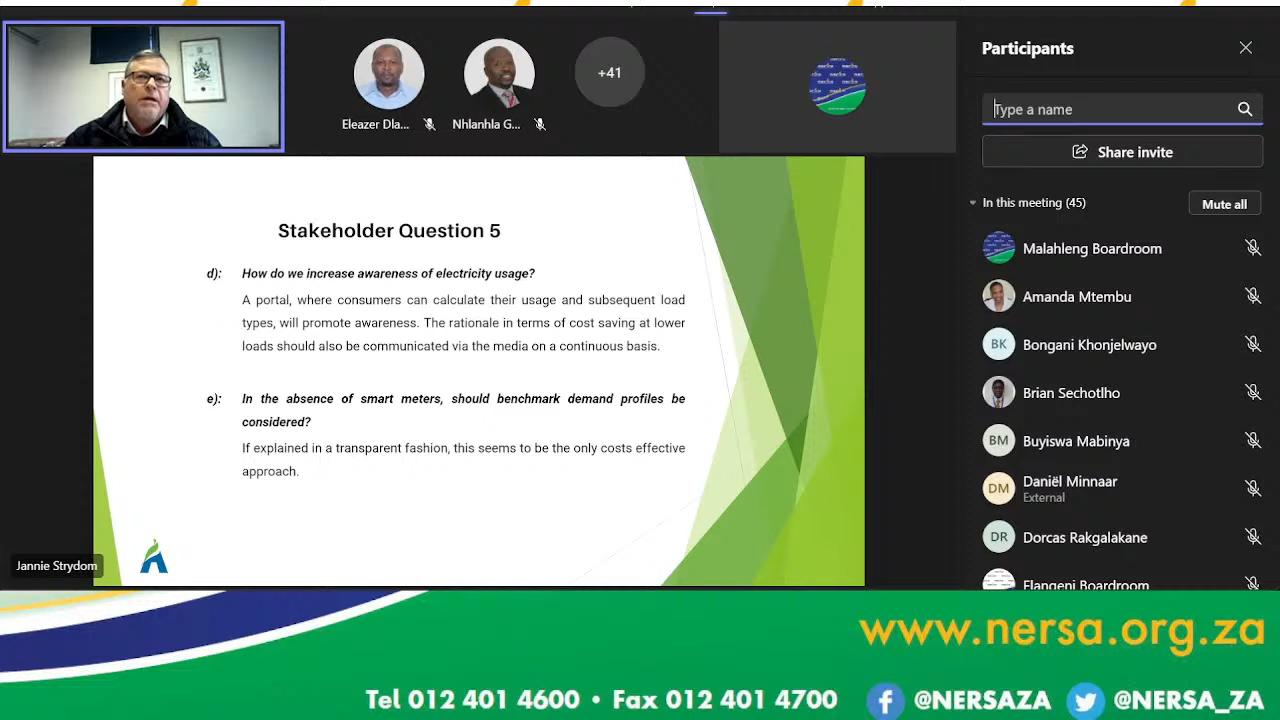 Participants
+41
Eleazer Dla...
Nhlanhla G...
Type a name
Share invite
In this meeting (45)
Mute all
Malahleng Boardroom
Amanda Mtembu
BK
Bongani Khonjelwayo
Brian Sechotlho
BM
Buyiswa Mabinya
DM
Daniël Minnaar
External
DR
Dorcas Rakgalakane
Elangeni Boardroom
Stakeholder Question 5
d): How do we increase awareness of electricity usage?
A portal, where consumers can calculate their usage and subsequent load
types, will promote awareness. The rationale in terms of cost saving at lower
loads should also be communicated via the media on a continuous basis.
e): In the absence of smart meters, should benchmark demand profiles be
considered?
If explained in a transparent fashion, this seems to be the only costs effective
approach.
Jannie Strydom
www.nersa.org.za
Tel 012 401 4600 • Fax 012 401 4700
@NERSAZA
@NERSA_ZA